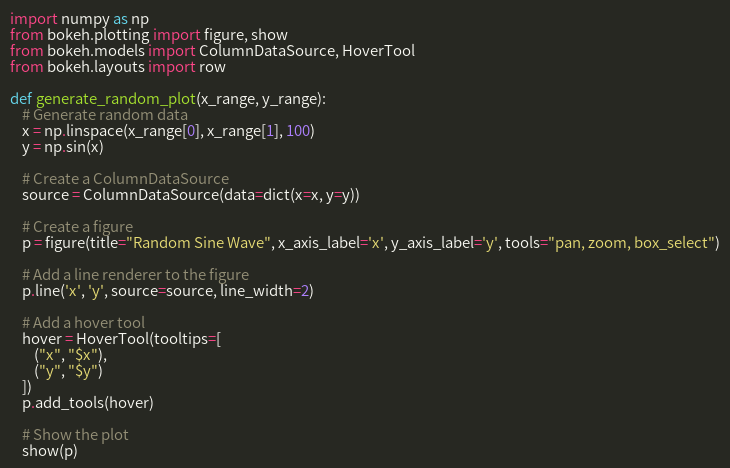 import numpy as np
from bokeh.plotting import figure, show
from bokeh.models import ColumnDataSource, HoverTool
from bokeh.layouts import row

def generate_random_plot(x_range, y_range):
    # Generate random data
    x = np.linspace(x_range[0], x_range[1], 100)
    y = np.sin(x)

    # Create a ColumnDataSource
    source = ColumnDataSource(data=dict(x=x, y=y))

    # Create a figure
    p = figure(title="Random Sine Wave", x_axis_label='x', y_axis_label='y', tools="pan, zoom, box_select")

    # Add a line renderer to the figure
    p.line('x', 'y', source=source, line_width=2)

    # Add a hover tool
    hover = HoverTool(tooltips=[
        ("x", "$x"),
        ("y", "$y")
    ])
    p.add_tools(hover)

    # Show the plot
    show(p)